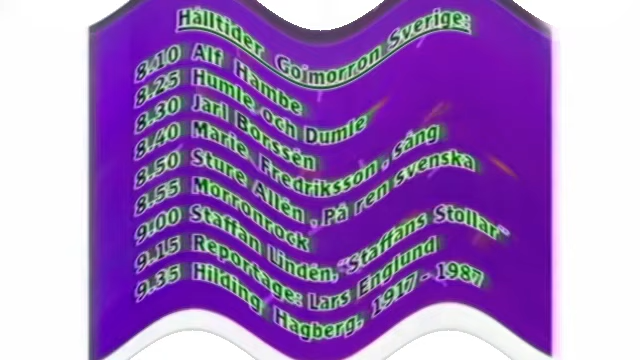 Hålltider Gomorron Sverige:
8.10 Alf Hambe
8.25 Humle och Dumle
8.30 Jarl Borssén
8.40 Marie Fredriksson, sång
8.50 Sture Allén, På ren svenska
8.55 Morronrock
9.00 Staffan Lindén, "Staffans Stollar"
9.15 Reportage: Lars Englund
9.35 Hilding Hagberg, 1917 - 1987